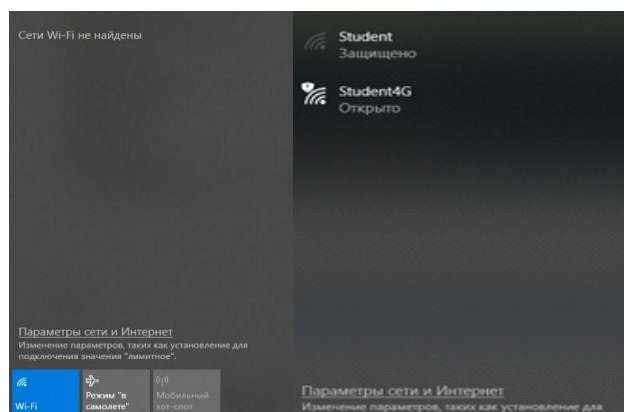 Сети Wi-Fi не найдены
Параметры сети и Интернет
Изменение параметров, таких как установление для
подключения значения "лимитное".
Wi-Fi
Режим "в
самолете"
Мобильный
хот-спот
Student
Защищено
Student4G
Открыто
Параметры сети и Интернет
Изменение параметров, таких как установление для